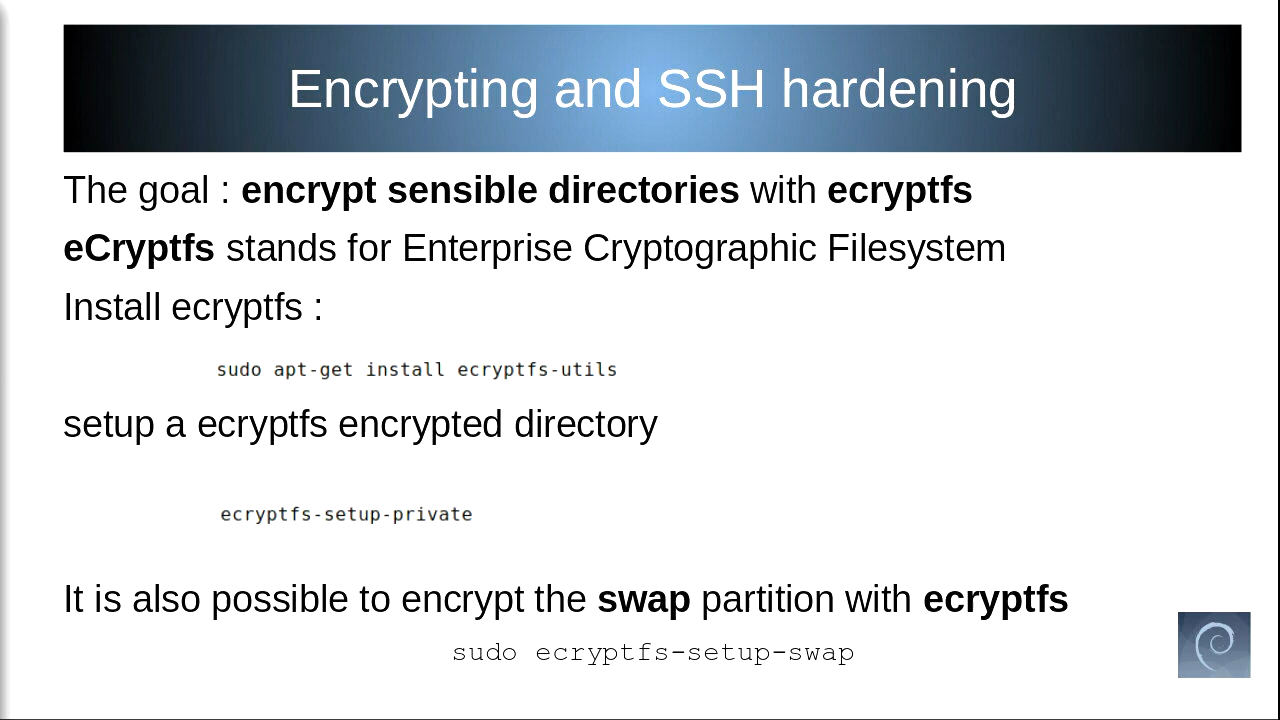 Encrypting and SSH hardening
The goal : encrypt sensible directories with ecryptfs
eCryptfs stands for Enterprise Cryptographic Filesystem
Install ecryptfs :
sudo apt-get install ecryptfs-utils
setup a ecryptfs encrypted directory
ecryptfs-setup-private
It is also possible to encrypt the swap partition with ecryptfs
sudo ecryptfs-setup-swap